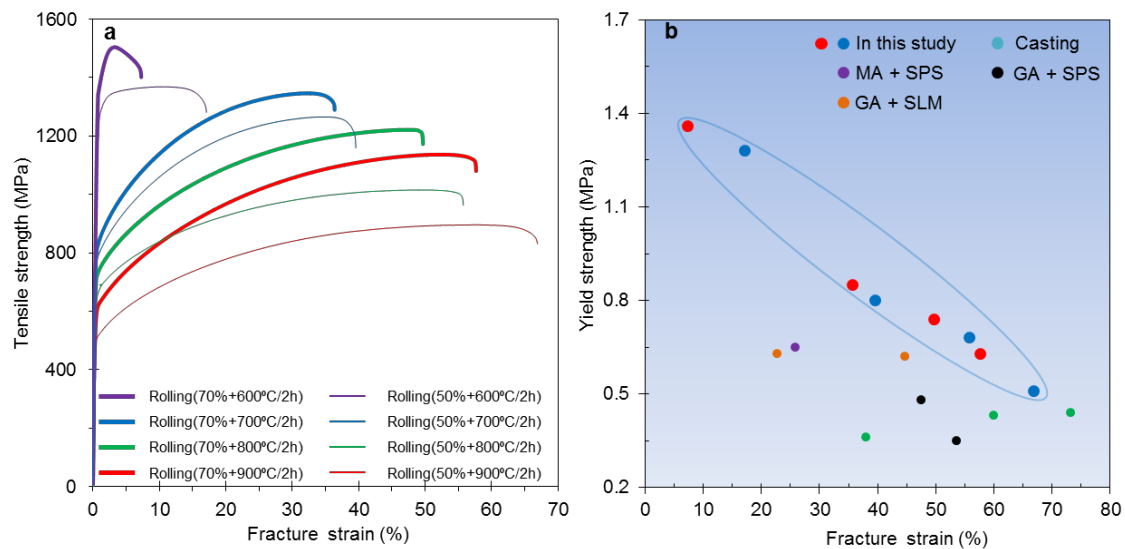 a
1600
1200
800
400
0
Tensile strength (MPa)
Rolling(70%+600ºC/2h)
Rolling(50%+600ºC/2h)
Rolling(70%+700ºC/2h)
Rolling(50%+700ºC/2h)
Rolling(70%+800ºC/2h)
Rolling(50%+800ºC/2h)
Rolling(70%+900ºC/2h)
Rolling(50%+900ºC/2h)
0 10 20 30 40 50 60 70
Fracture strain (%)
b
1.7
1.4
1.1
0.8
0.5
0.2
Yield strength (MPa)
In this study
Casting
MA + SPS
GA + SPS
GA + SLM
0 10 20 30 40 50 60 70 80
Fracture strain (%)